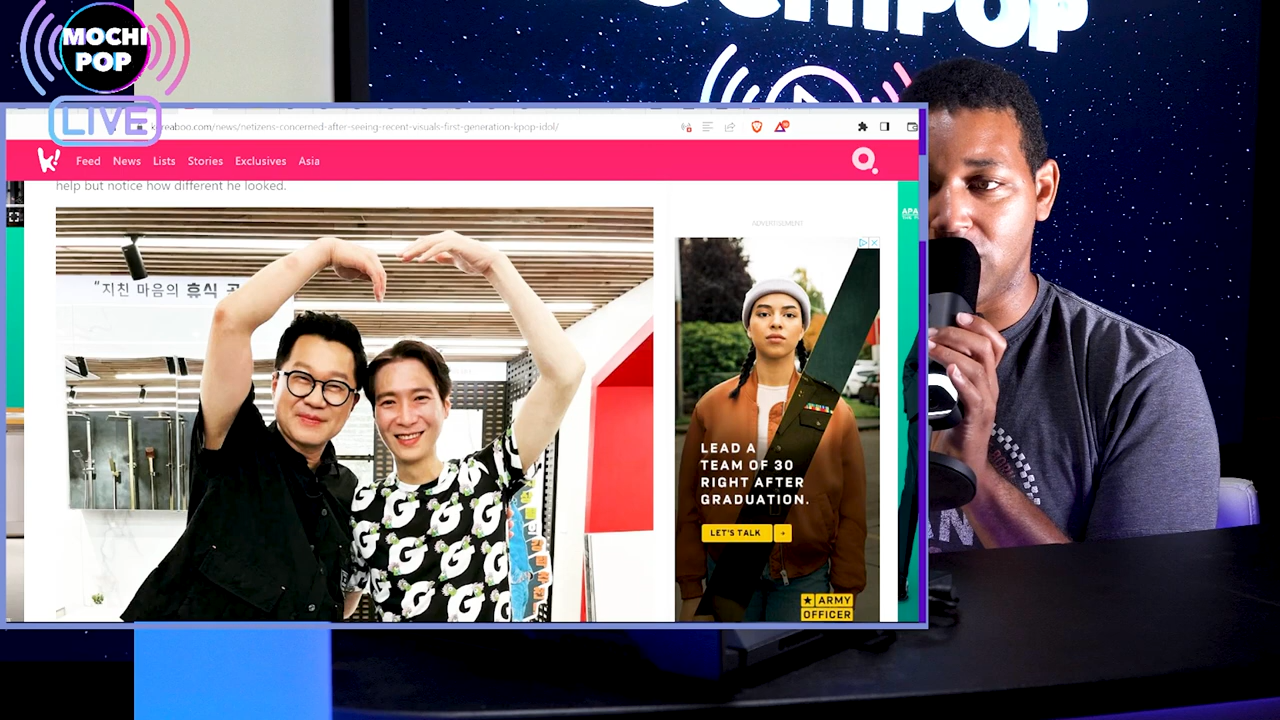 MOCHI
POP
LIVE
CHIPOP
reaboo.com/news/netizens-concerned-after-seeing-recent-visuals-first-generation-kpop-idol/
k!
Feed News Lists Stories Exclusives Asia
help but notice how different he looked.
ADVERTISEMENT
"지친 마음의 휴식
LEAD A
TEAM OF 30
RIGHT AFTER
GRADUATION.
LET'S TALK +
ARMY
OFFICER